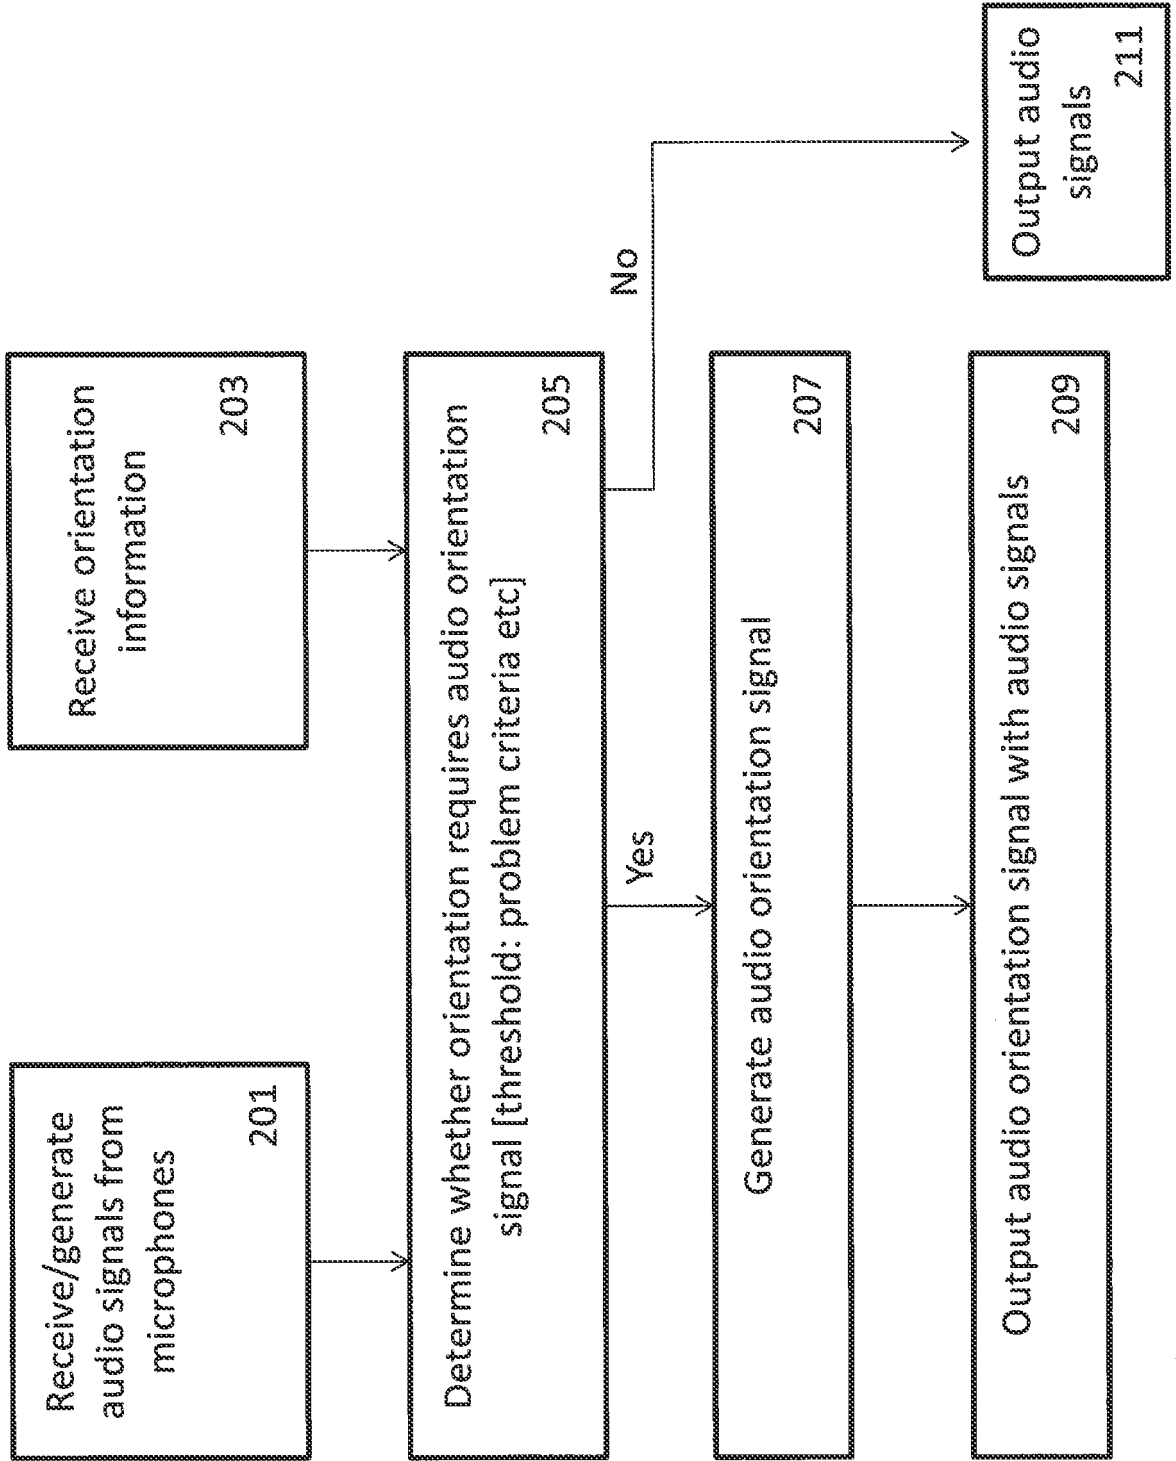 Receive/generate
audio signals from
microphones
201
Receive orientation
information
203
Determine whether orientation requires audio orientation
signal [threshold: problem criteria etc]
205
Yes
No
Generate audio orientation signal
207
Output audio orientation signal with audio signals
209
Output audio
signals
211